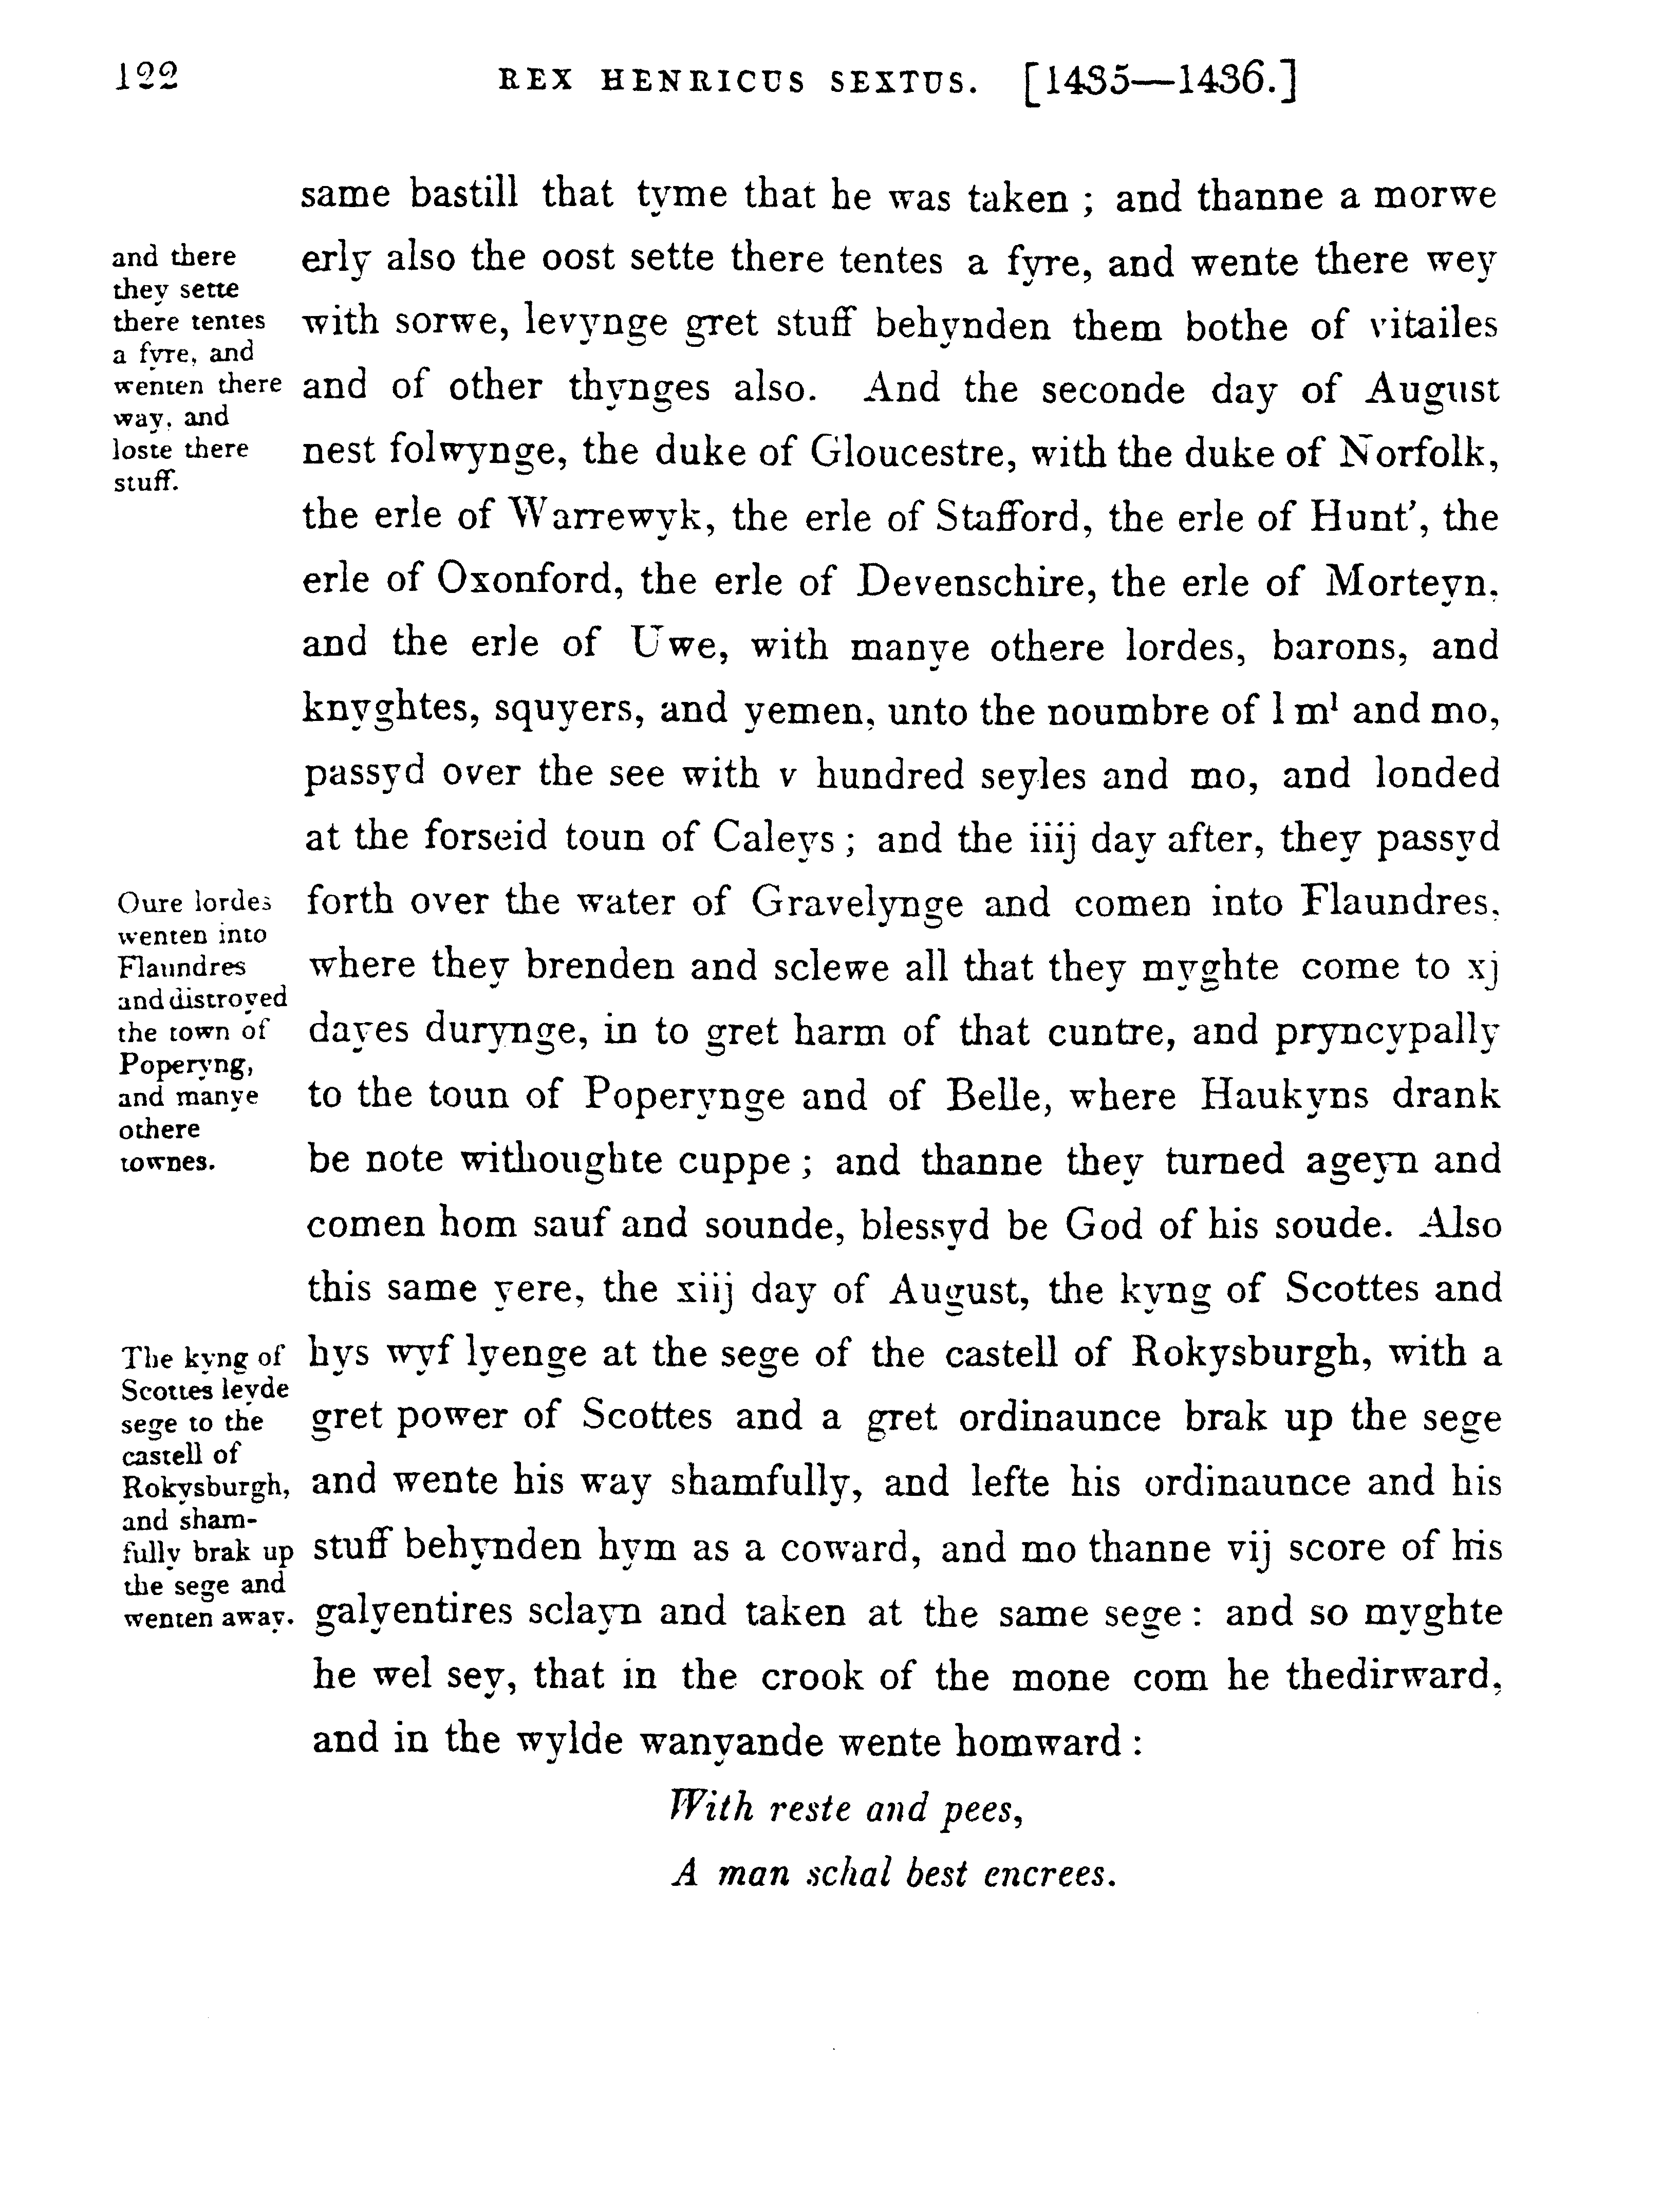 122 REX HENRICUS SEXTUS. [1435—1436.]
same bastill that tyme that he was taken ; and thanne a morwe
erly also the oost sette there tentes a fyre, and wente there wey
with sorwe, levynge gret stuff behynden them bothe of vitailes
and of other thynges also. And the seconde day of August
nest folwynge, the duke of Gloucestre, with the duke of Norfolk,
the erle of Warrewyk, the erle of Stafford, the erle of Hunt', the
erle of Oxonford, the erle of Devenschire, the erle of Morteyn,
and the erle of Uwe, with manye othere lordes, barons, and
knyghtes, squyers, and yemen, unto the noumbre of l mˡ and mo,
passyd over the see with v hundred seyles and mo, and londed
at the forseid toun of Caleys ; and the iiij day after, they passyd
forth over the water of Gravelynge and comen into Flaundres,
where they brenden and sclewe all that they myghte come to xj
dayes durynge, in to gret harm of that cuntre, and pryncypally
to the toun of Poperynge and of Belle, where Haukyns drank
be note withoughte cuppe ; and thanne they turned ageyn and
comen hom sauf and sounde, blessyd be God of his soude. Also
this same yere, the xiij day of August, the kyng of Scottes and
hys wyf lyenge at the sege of the castell of Rokysburgh, with a
gret power of Scottes and a gret ordinaunce brak up the sege
and wente his way shamfully, and lefte his ordinaunce and his
stuff behynden hym as a coward, and mo thanne vij score of his
galyentires sclayn and taken at the same sege : and so myghte
he wel sey, that in the crook of the mone com he thedirward,
and in the wylde wanyande wente homward :
With reste and pees,
A man schal best encrees.
and there
they sette
there tentes
a fyre, and
wenten there
way, and
loste there
stuff.
Oure lordes
wenten into
Flaundres
and distroyed
the town of
Poperyng,
and manye
othere
townes.
The kyng of
Scottes leyde
sege to the
castell of
Rokysburgh,
and sham-
fully brak up
the sege and
wenten away.